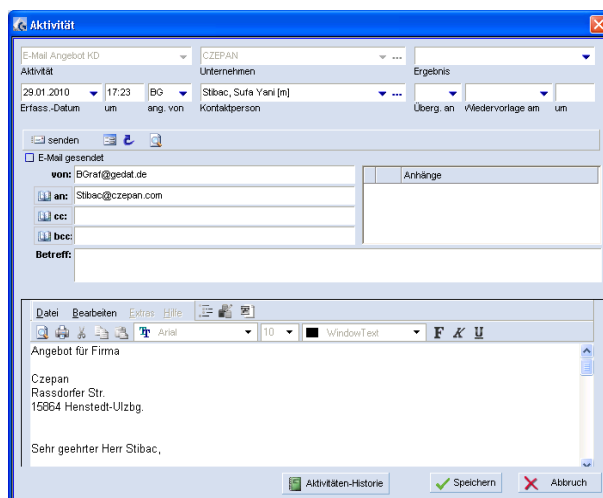 Aktivität
E-Mail Angebot KD CZEPAN ...
Aktivität Unternehmen Ergebnis
29.01.2010 17:23 BG Stibac, Sufa Yani [m] ...
Erfass.-Datum um ang. von Kontaktperson Überg. an Wiedervorlage am um
senden
E-Mail gesendet
von: BGraf@gedat.de Anhänge
an: Stibac@czepan.com
cc:
bcc:
Betreff:
Datei Bearbeiten Extras Hilfe
Arial 10 WindowText F K U
Angebot für Firma
Czepan
Rassdorfer Str.
15864 Henstedt-Ulzbg.
Sehr geehrter Herr Stibac,
Aktivitäten-Historie Speichern Abbruch